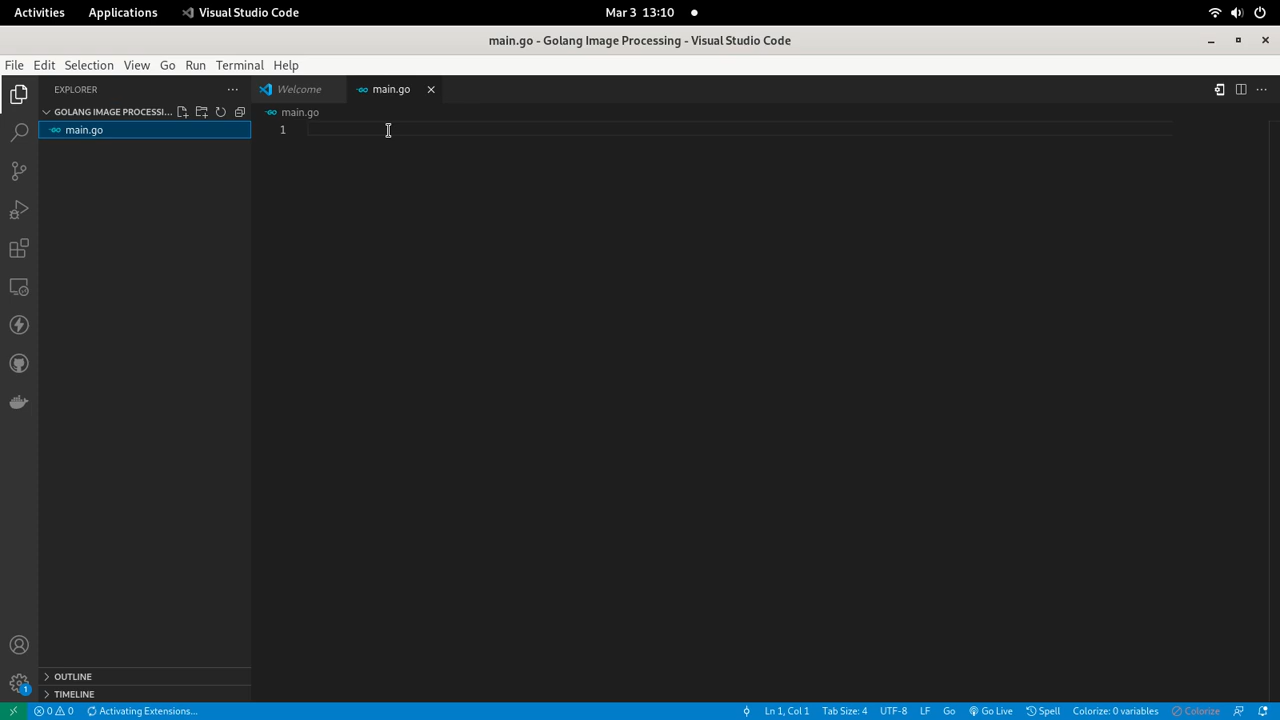 Activities Applications Visual Studio Code Mar 3 13:10
main.go - Golang Image Processing - Visual Studio Code
File Edit Selection View Go Run Terminal Help
EXPLORER ... Welcome main.go
GOLANG IMAGE PROCESSI... main.go
main.go 1
OUTLINE
TIMELINE
1
0 0 Activating Extensions... Ln 1, Col 1 Tab Size: 4 UTF-8 LF Go Go Live Spell Colorize: 0 variables Colorize